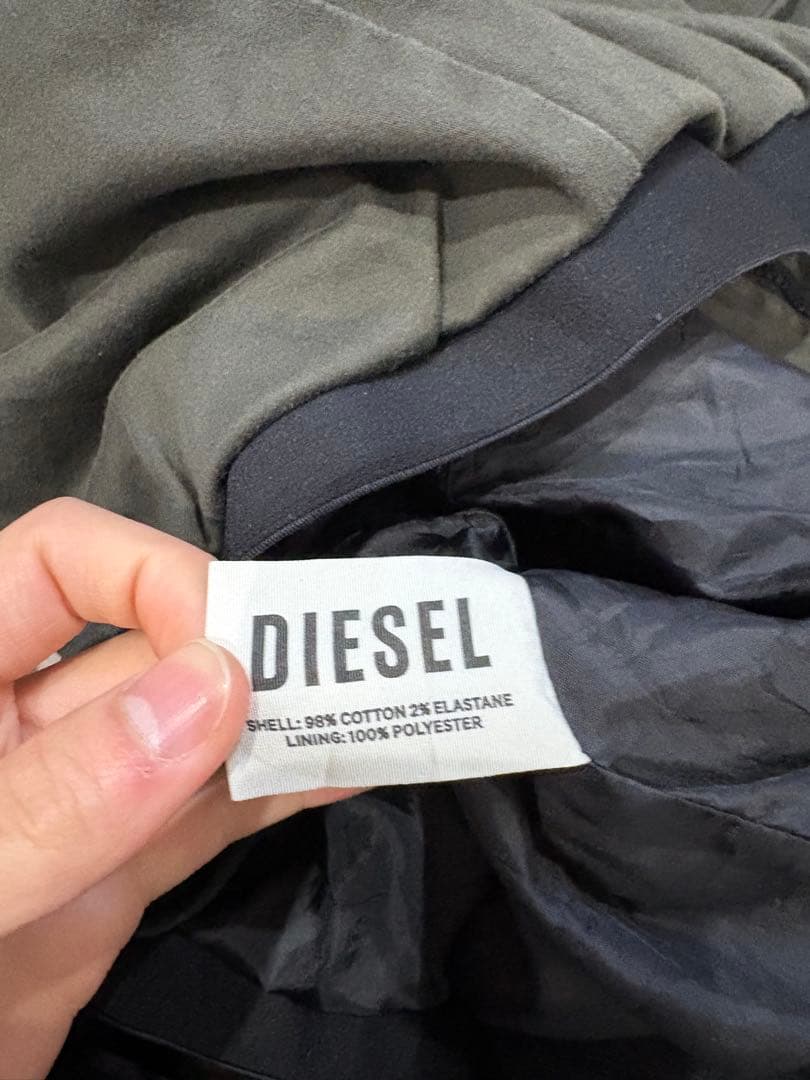 DIESEL
SHELL: 98% COTTON 2% ELASTANE
LINING: 100% POLYESTER